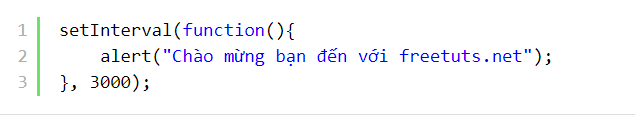 1 setInterval(function(){
2     alert("Chào mừng bạn đến với freetuts.net");
3 }, 3000);